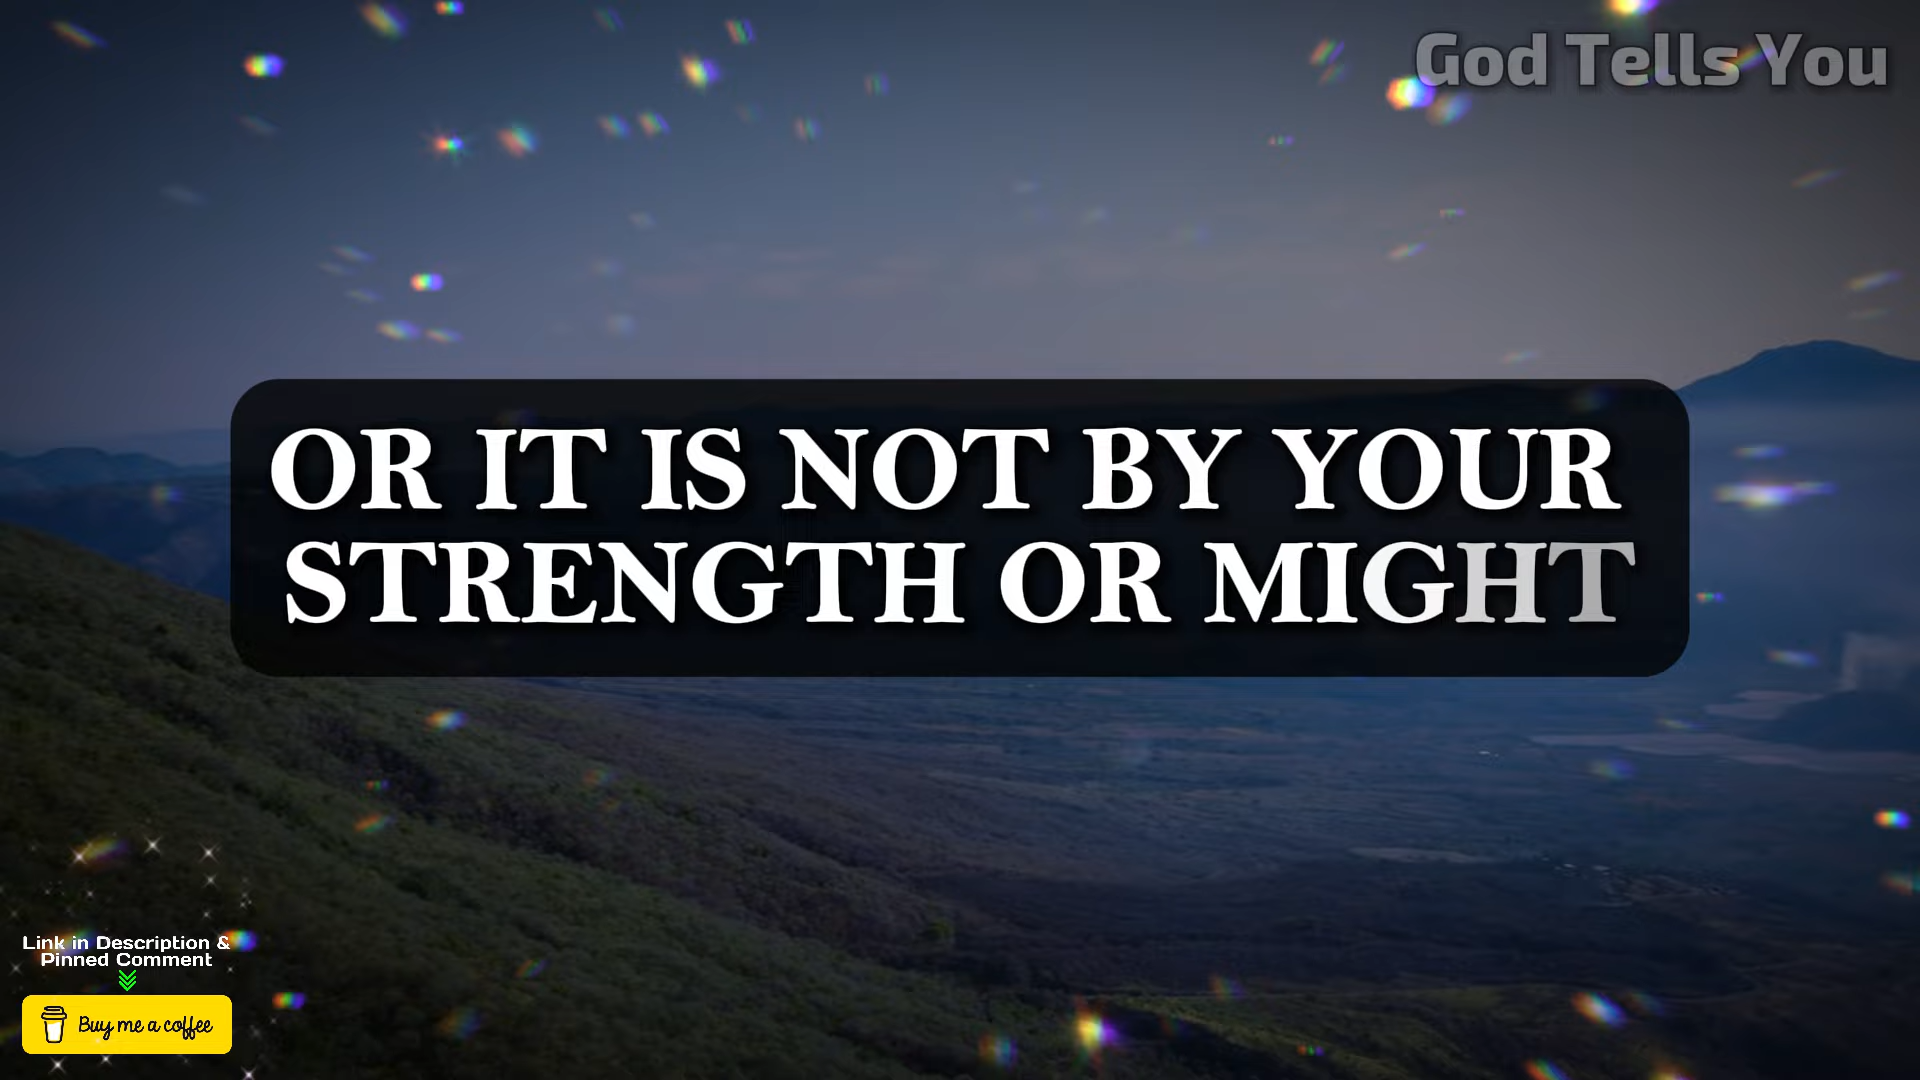 God Tells You
OR IT IS NOT BY YOUR
STRENGTH OR MIGHT
Link in Description &
Pinned Comment
Buy me a coffee